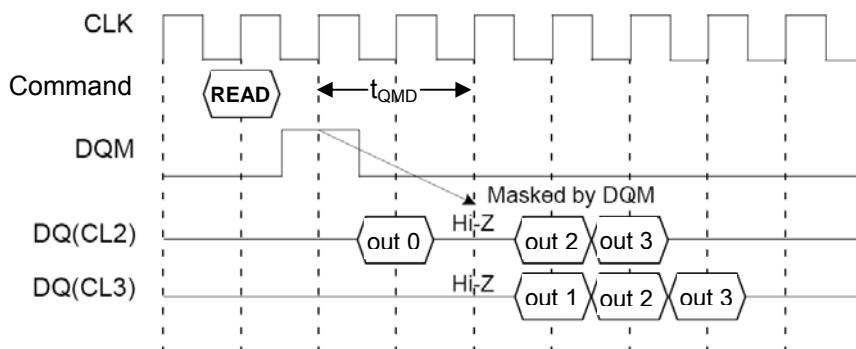 CLK
Command READ tQMD
DQM
Masked by DQM
DQ(CL2) out 0 Hi-Z out 2 out 3
DQ(CL3) Hi-Z out 1 out 2 out 3